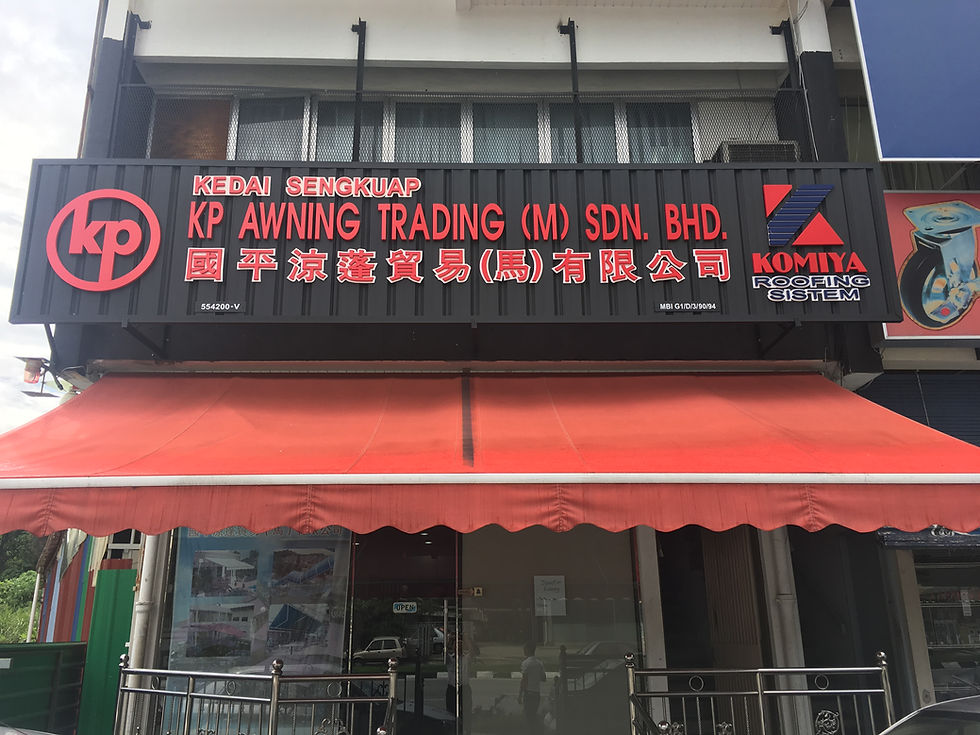 kp
KEDAI SENGKUAP
KP AWNING TRADING (M) SDN. BHD.
國平涼蓬貿易(馬)有限公司
554200-V
MBI G1/D/3/90/94
KOMIYA
ROOFING
SISTEM
OPEN